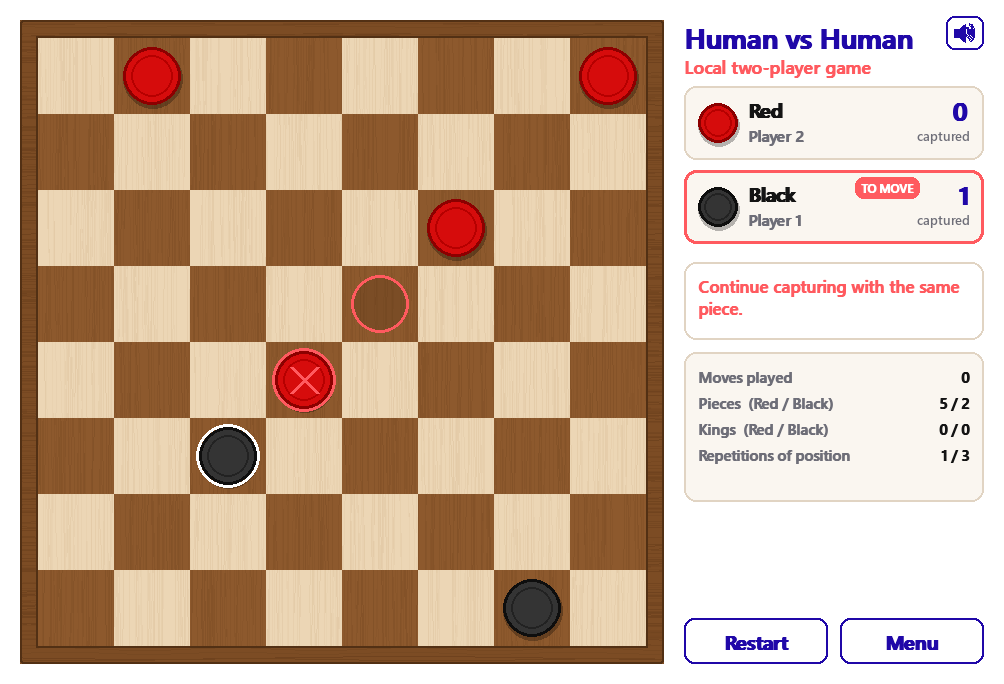 Human vs Human
Local two-player game
Red
0
Player 2
captured
TO MOVE
Black
1
Player 1
captured
Continue capturing with the same
piece.
Moves played 0
Pieces (Red / Black) 5 / 2
Kings (Red / Black) 0 / 0
Repetitions of position 1 / 3
Restart
Menu